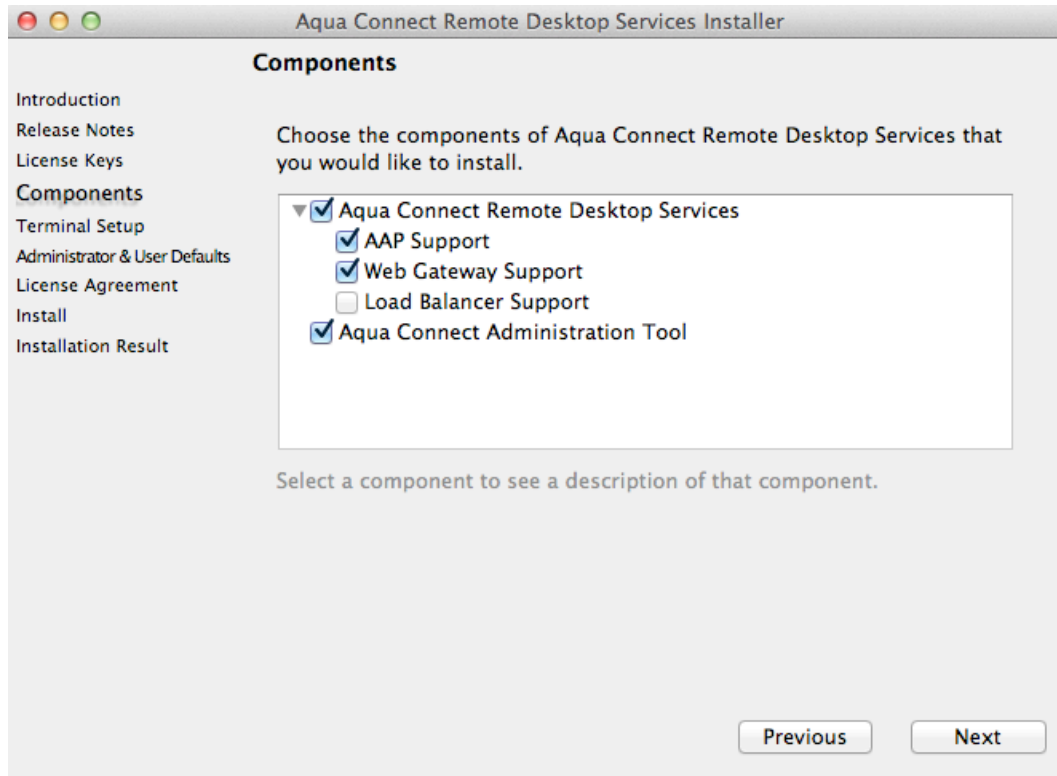 Aqua Connect Remote Desktop Services Installer
Components
Introduction
Release Notes
License Keys
Components
Terminal Setup
Administrator & User Defaults
License Agreement
Install
Installation Result
Choose the components of Aqua Connect Remote Desktop Services that
you would like to install.
Aqua Connect Remote Desktop Services
AAP Support
Web Gateway Support
Load Balancer Support
Aqua Connect Administration Tool
Select a component to see a description of that component.
Previous
Next